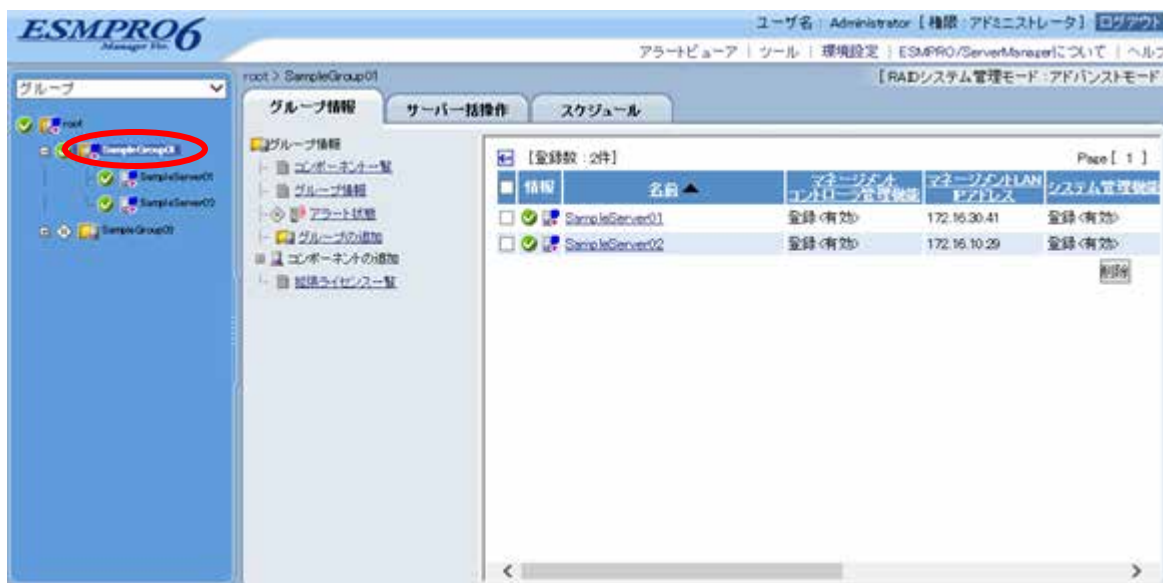 ESMPRO6
Manager Ver.
ユーザ名 : Administrator 【 権限 : アドミニストレータ】 ログアウト
アラートビューア | ツール | 環境設定 | ESMPRO/ServerManagerについて | ヘルプ
グループ
root > SampleGroup01
【 RAIDシステム管理モード : アドバンストモード
グループ情報
サーバ一括操作
スケジュール
root
SampleGroup01
SampleServer01
SampleServer02
SampleGroup02
グループ情報
コンポーネント一覧
グループ情報
アラート状態
グループの追加
コンポーネントの追加
拡張ライセンス一覧
[登録数 : 2件]
Page [ 1 ]
情報
名前 ▲
マネージメント
コントローラ管理機能
マネージメントLAN
IPアドレス
システム管理機能
SampleServer01 登録<有効> 172.16.30.41 登録<有効>
SampleServer02 登録<有効> 172.16.10.29 登録<有効>
削除